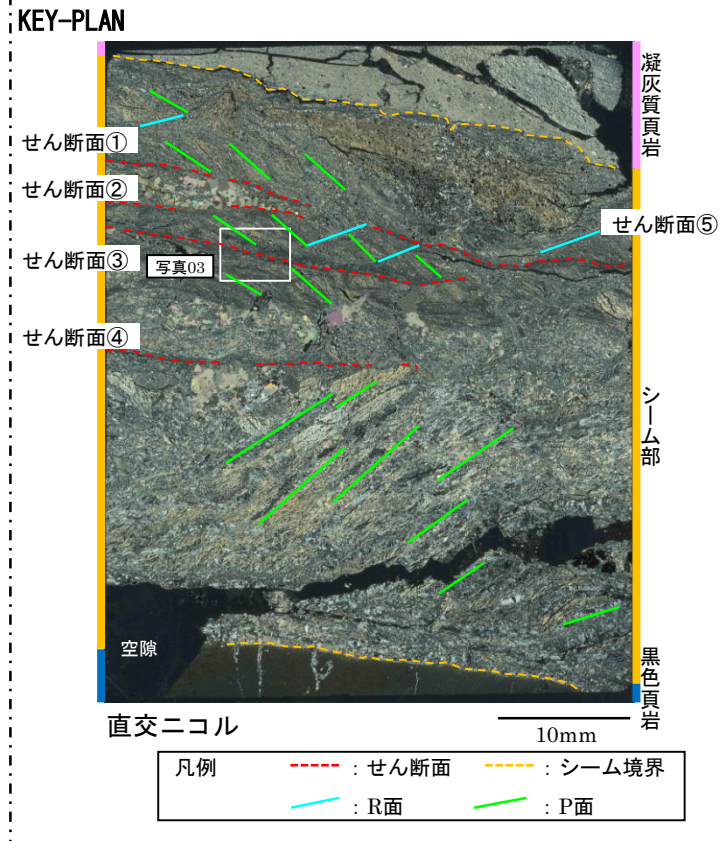 KEY-PLAN
凝灰質頁岩
せん断面①
せん断面②
せん断面⑤
せん断面③
写真03
せん断面④
シーム部
空隙
黒色頁岩
直交ニコル
10mm
凡例
：せん断面
：シーム境界
：R面
：P面